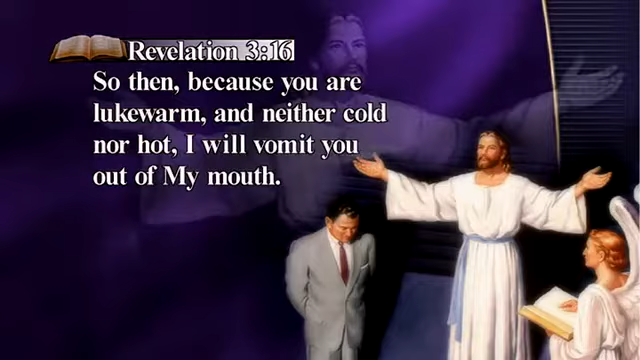 Revelation 3:16
So then, because you are
lukewarm, and neither cold
nor hot, I will vomit you
out of My mouth.